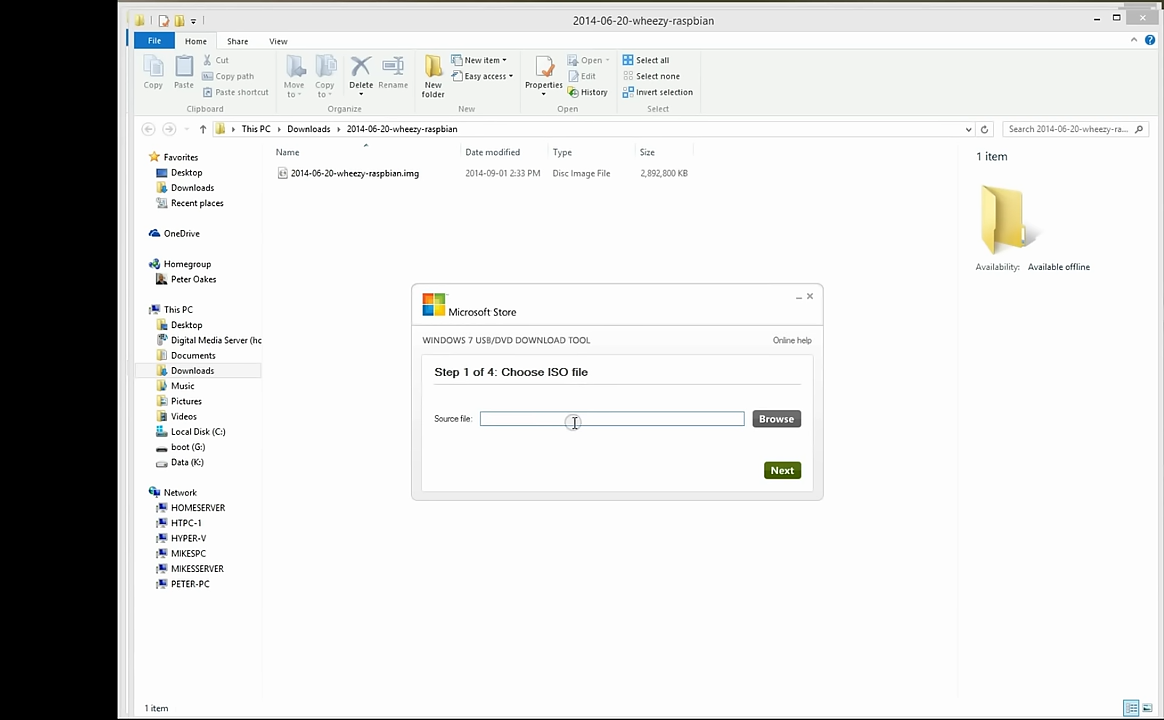 2014-06-20-wheezy-raspbian
File Home Share View
Copy
Paste
Cut
Copy path
Paste shortcut
Clipboard
Move to
Copy to
Delete
Rename
Organize
New folder
New item
Easy access
New
Properties
Open
Edit
History
Open
Select all
Select none
Invert selection
Select
This PC Downloads 2014-06-20-wheezy-raspbian
Search 2014-06-20-wheezy-ra...
Favorites
Desktop
Downloads
Recent places
OneDrive
Homegroup
Peter Oakes
This PC
Desktop
Digital Media Server (hc
Documents
Downloads
Music
Pictures
Videos
Local Disk (C:)
boot (G:)
Data (K:)
Network
HOMESERVER
HTPC-1
HYPER-V
MIKESPC
MIKESSERVER
PETER-PC
Name Date modified Type Size
2014-06-20-wheezy-raspbian.img 2014-09-01 2:33 PM Disc Image File 2,892,800 KB
1 item
Availability: Available offline
Microsoft Store
WINDOWS 7 USB/DVD DOWNLOAD TOOL Online help
Step 1 of 4: Choose ISO file
Source file: Browse
Next
1 item